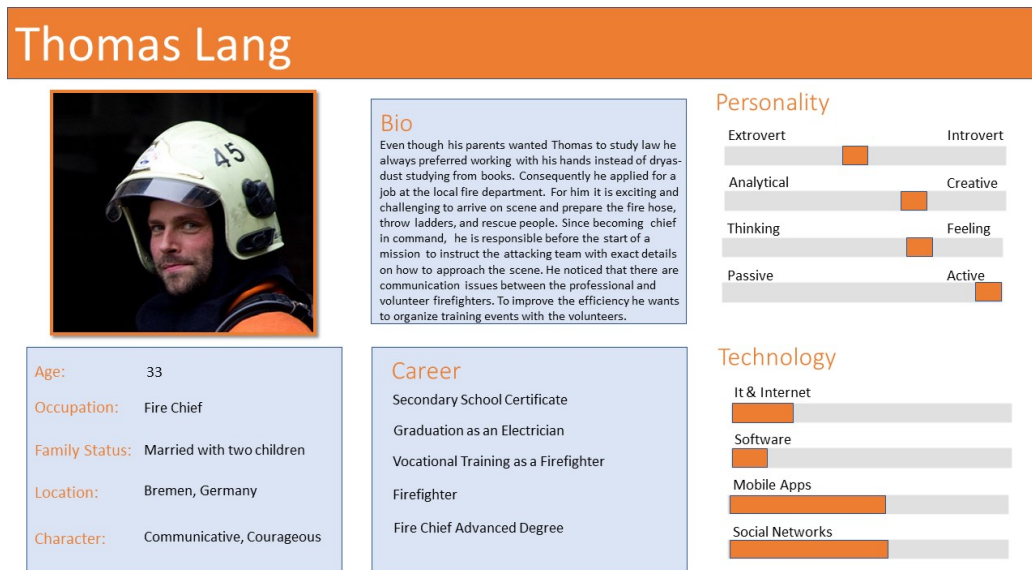 Thomas Lang
45
Bio
Even though his parents wanted Thomas to study law he
always preferred working with his hands instead of dryas-
dust studying from books. Consequently he applied for a
job at the local fire department. For him it is exciting and
challenging to arrive on scene and prepare the fire hose,
throw ladders, and rescue people. Since becoming chief
in command, he is responsible before the start of a
mission to instruct the attacking team with exact details
on how to approach the scene. He noticed that there are
communication issues between the professional and
volunteer firefighters. To improve the efficiency he wants
to organize training events with the volunteers.
Personality
Extrovert Introvert
Analytical Creative
Thinking Feeling
Passive Active
Age: 33
Occupation: Fire Chief
Family Status: Married with two children
Location: Bremen, Germany
Character: Communicative, Courageous
Career
Secondary School Certificate
Graduation as an Electrician
Vocational Training as a Firefighter
Firefighter
Fire Chief Advanced Degree
Technology
It & Internet
Software
Mobile Apps
Social Networks